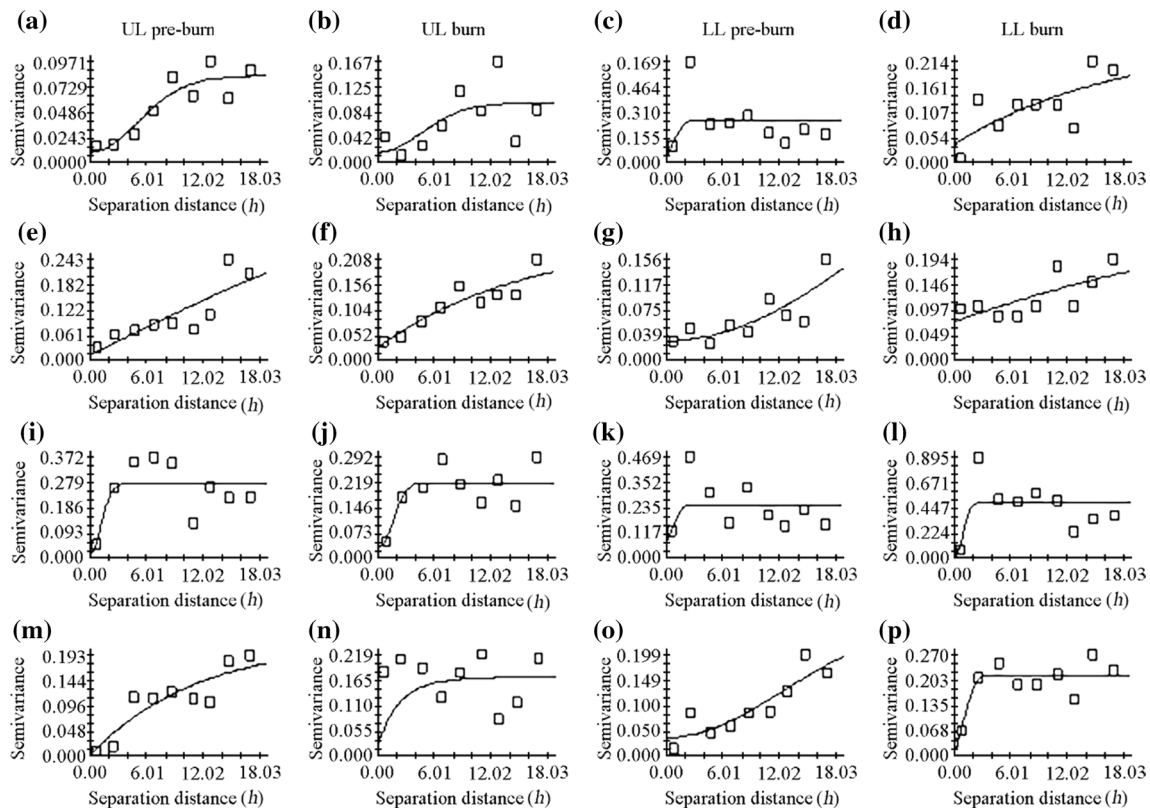 (a) UL pre-burn
Semivariance
0.0971
0.0729
0.0486
0.0243
0.0000
0.00 6.01 12.02 18.03
Separation distance (h)
(b) UL burn
Semivariance
0.167
0.125
0.084
0.042
0.000
0.00 6.01 12.02 18.03
Separation distance (h)
(c) LL pre-burn
Semivariance
0.169
0.464
0.310
0.155
0.000
0.00 6.01 12.02 18.03
Separation distance (h)
(d) LL burn
Semivariance
0.214
0.161
0.107
0.054
0.000
0.00 6.01 12.02 18.03
Separation distance (h)
(e)
Semivariance
0.243
0.182
0.122
0.061
0.000
0.00 6.01 12.02 18.03
Separation distance (h)
(f)
Semivariance
0.208
0.156
0.104
0.052
0.000
0.00 6.01 12.02 18.03
Separation distance (h)
(g)
Semivariance
0.156
0.117
0.075
0.039
0.000
0.00 6.01 12.02 18.03
Separation distance (h)
(h)
Semivariance
0.194
0.146
0.097
0.049
0.000
0.00 6.01 12.02 18.03
Separation distance (h)
(i)
Semivariance
0.372
0.279
0.186
0.093
0.000
0.00 6.01 12.02 18.03
Separation distance (h)
(j)
Semivariance
0.292
0.219
0.146
0.073
0.000
0.00 6.01 12.02 18.03
Separation distance (h)
(k)
Semivariance
0.469
0.352
0.235
0.117
0.000
0.00 6.01 12.02 18.03
Separation distance (h)
(l)
Semivariance
0.895
0.671
0.448
0.224
0.000
0.00 6.01 12.02 18.03
Separation distance (h)
(m)
Semivariance
0.193
0.144
0.096
0.048
0.000
0.00 6.01 12.02 18.03
Separation distance (h)
(n)
Semivariance
0.219
0.165
0.110
0.055
0.000
0.00 6.01 12.02 18.03
Separation distance (h)
(o)
Semivariance
0.199
0.149
0.100
0.050
0.000
0.00 6.01 12.02 18.03
Separation distance (h)
(p)
Semivariance
0.270
0.203
0.135
0.068
0.000
0.00 6.01 12.02 18.03
Separation distance (h)